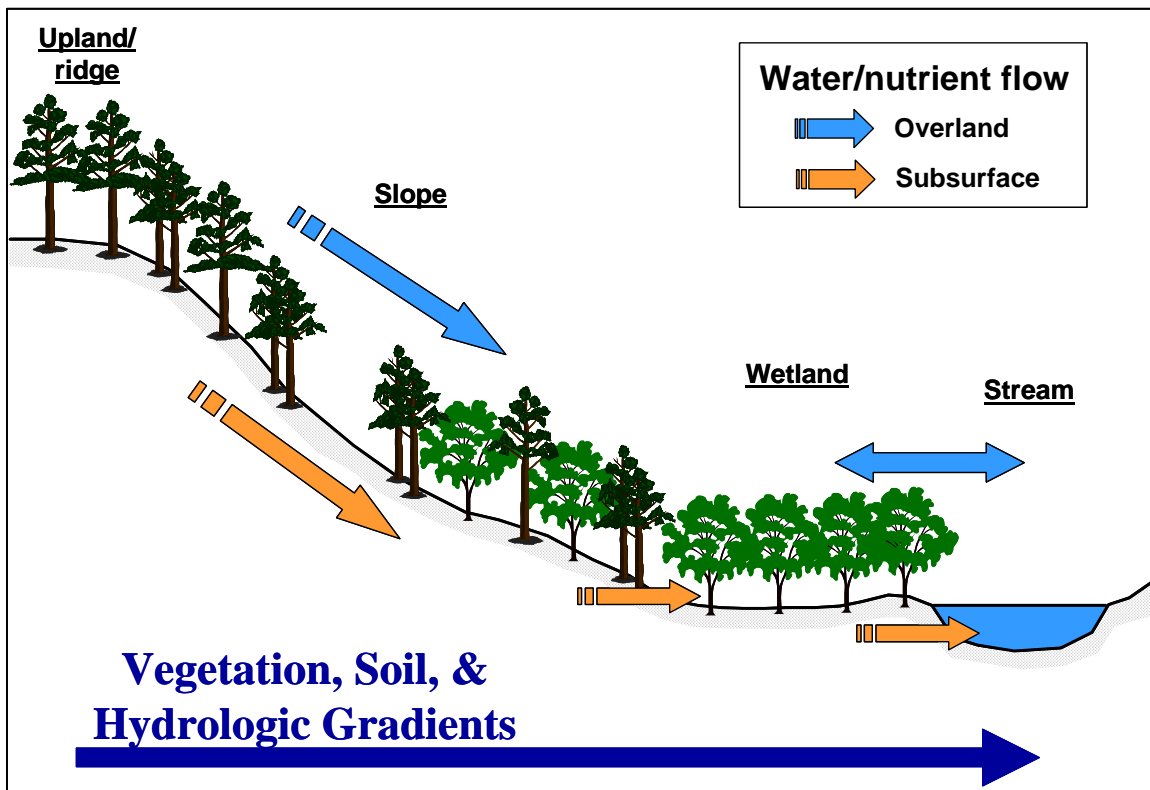 Upland/
ridge
Water/nutrient flow
Overland
Subsurface
Slope
Wetland
Stream
Vegetation, Soil, &
Hydrologic Gradients